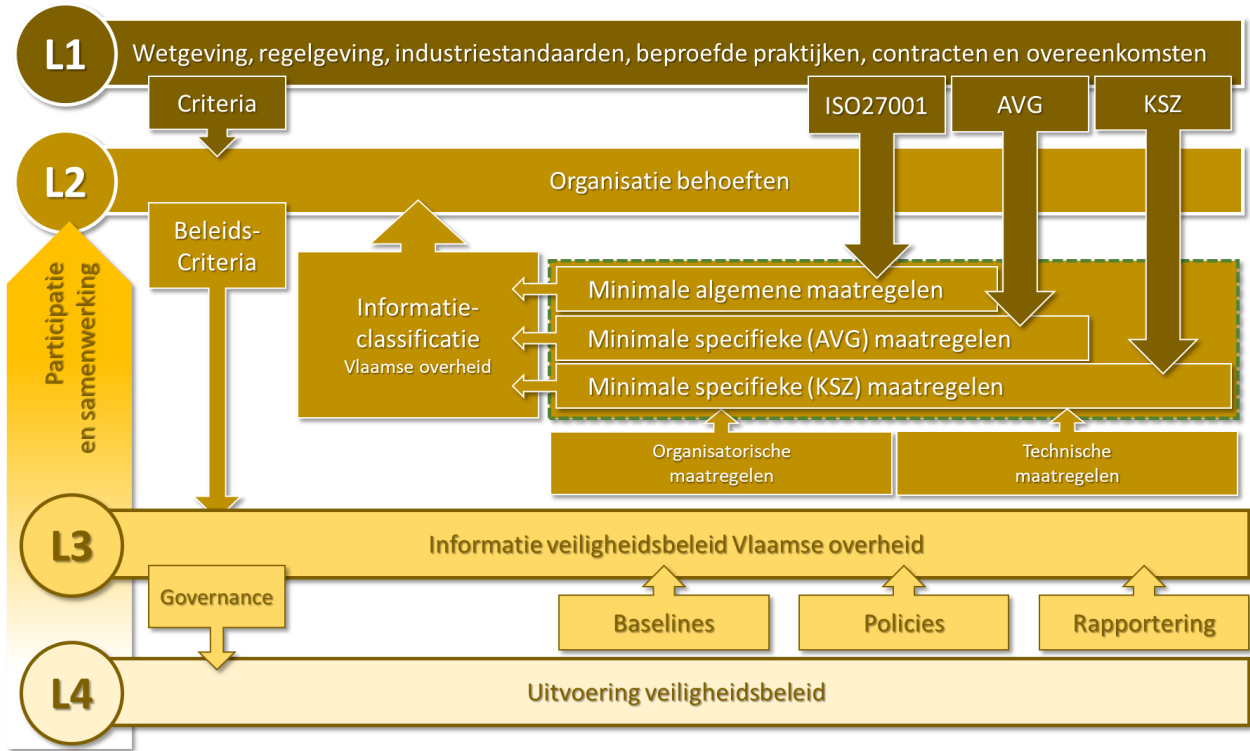 L1
Wetgeving, regelgeving, industriestandaarden, beproefde praktijken, contracten en overeenkomsten
Criteria
ISO27001
AVG
KSZ
L2
Organisatie behoeften
Beleids-
Criteria
Participatie
en samenwerking
Informatie-
classificatie
Vlaamse overheid
Minimale algemene maatregelen
Minimale specifieke (AVG) maatregelen
Minimale specifieke (KSZ) maatregelen
Organisatorische
maatregelen
Technische
maatregelen
L3
Informatie veiligheidsbeleid Vlaamse overheid
Governance
Baselines
Policies
Rapportering
L4
Uitvoering veiligheidsbeleid